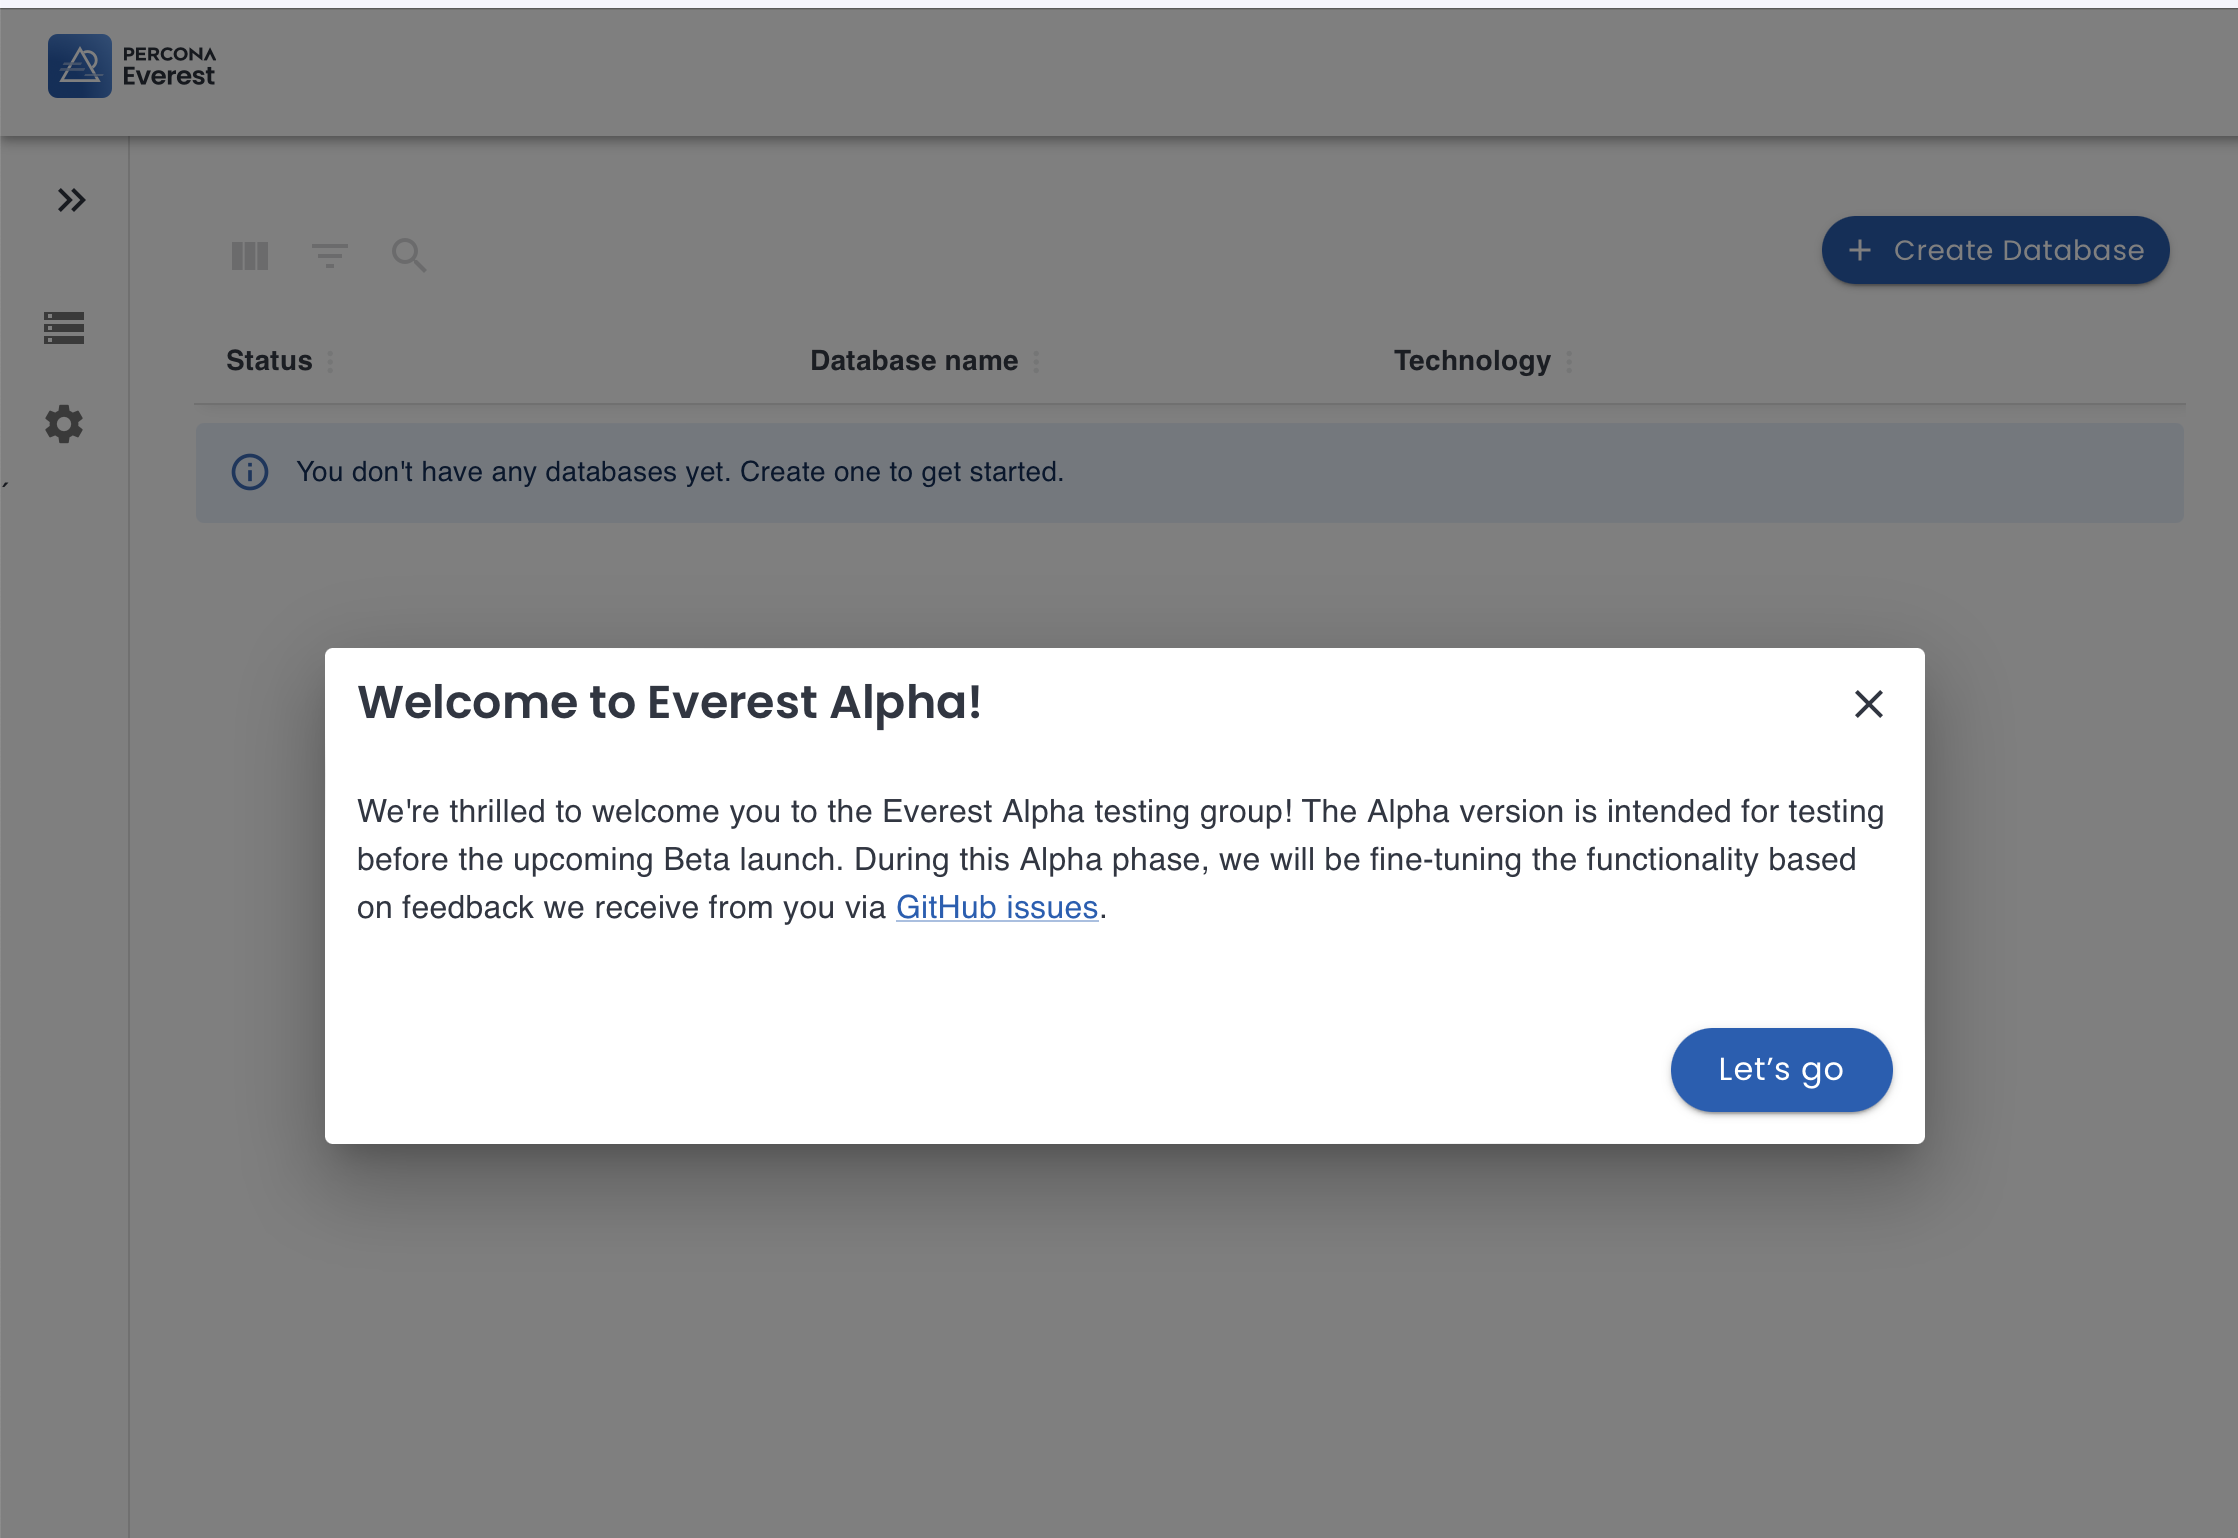 PERCONA
Everest
Create Database
Status
Database name
Technology
You don't have any databases yet. Create one to get started.
Welcome to Everest Alpha!
We're thrilled to welcome you to the Everest Alpha testing group! The Alpha version is intended for testing
before the upcoming Beta launch. During this Alpha phase, we will be fine-tuning the functionality based
on feedback we receive from you via GitHub issues.
Let’s go